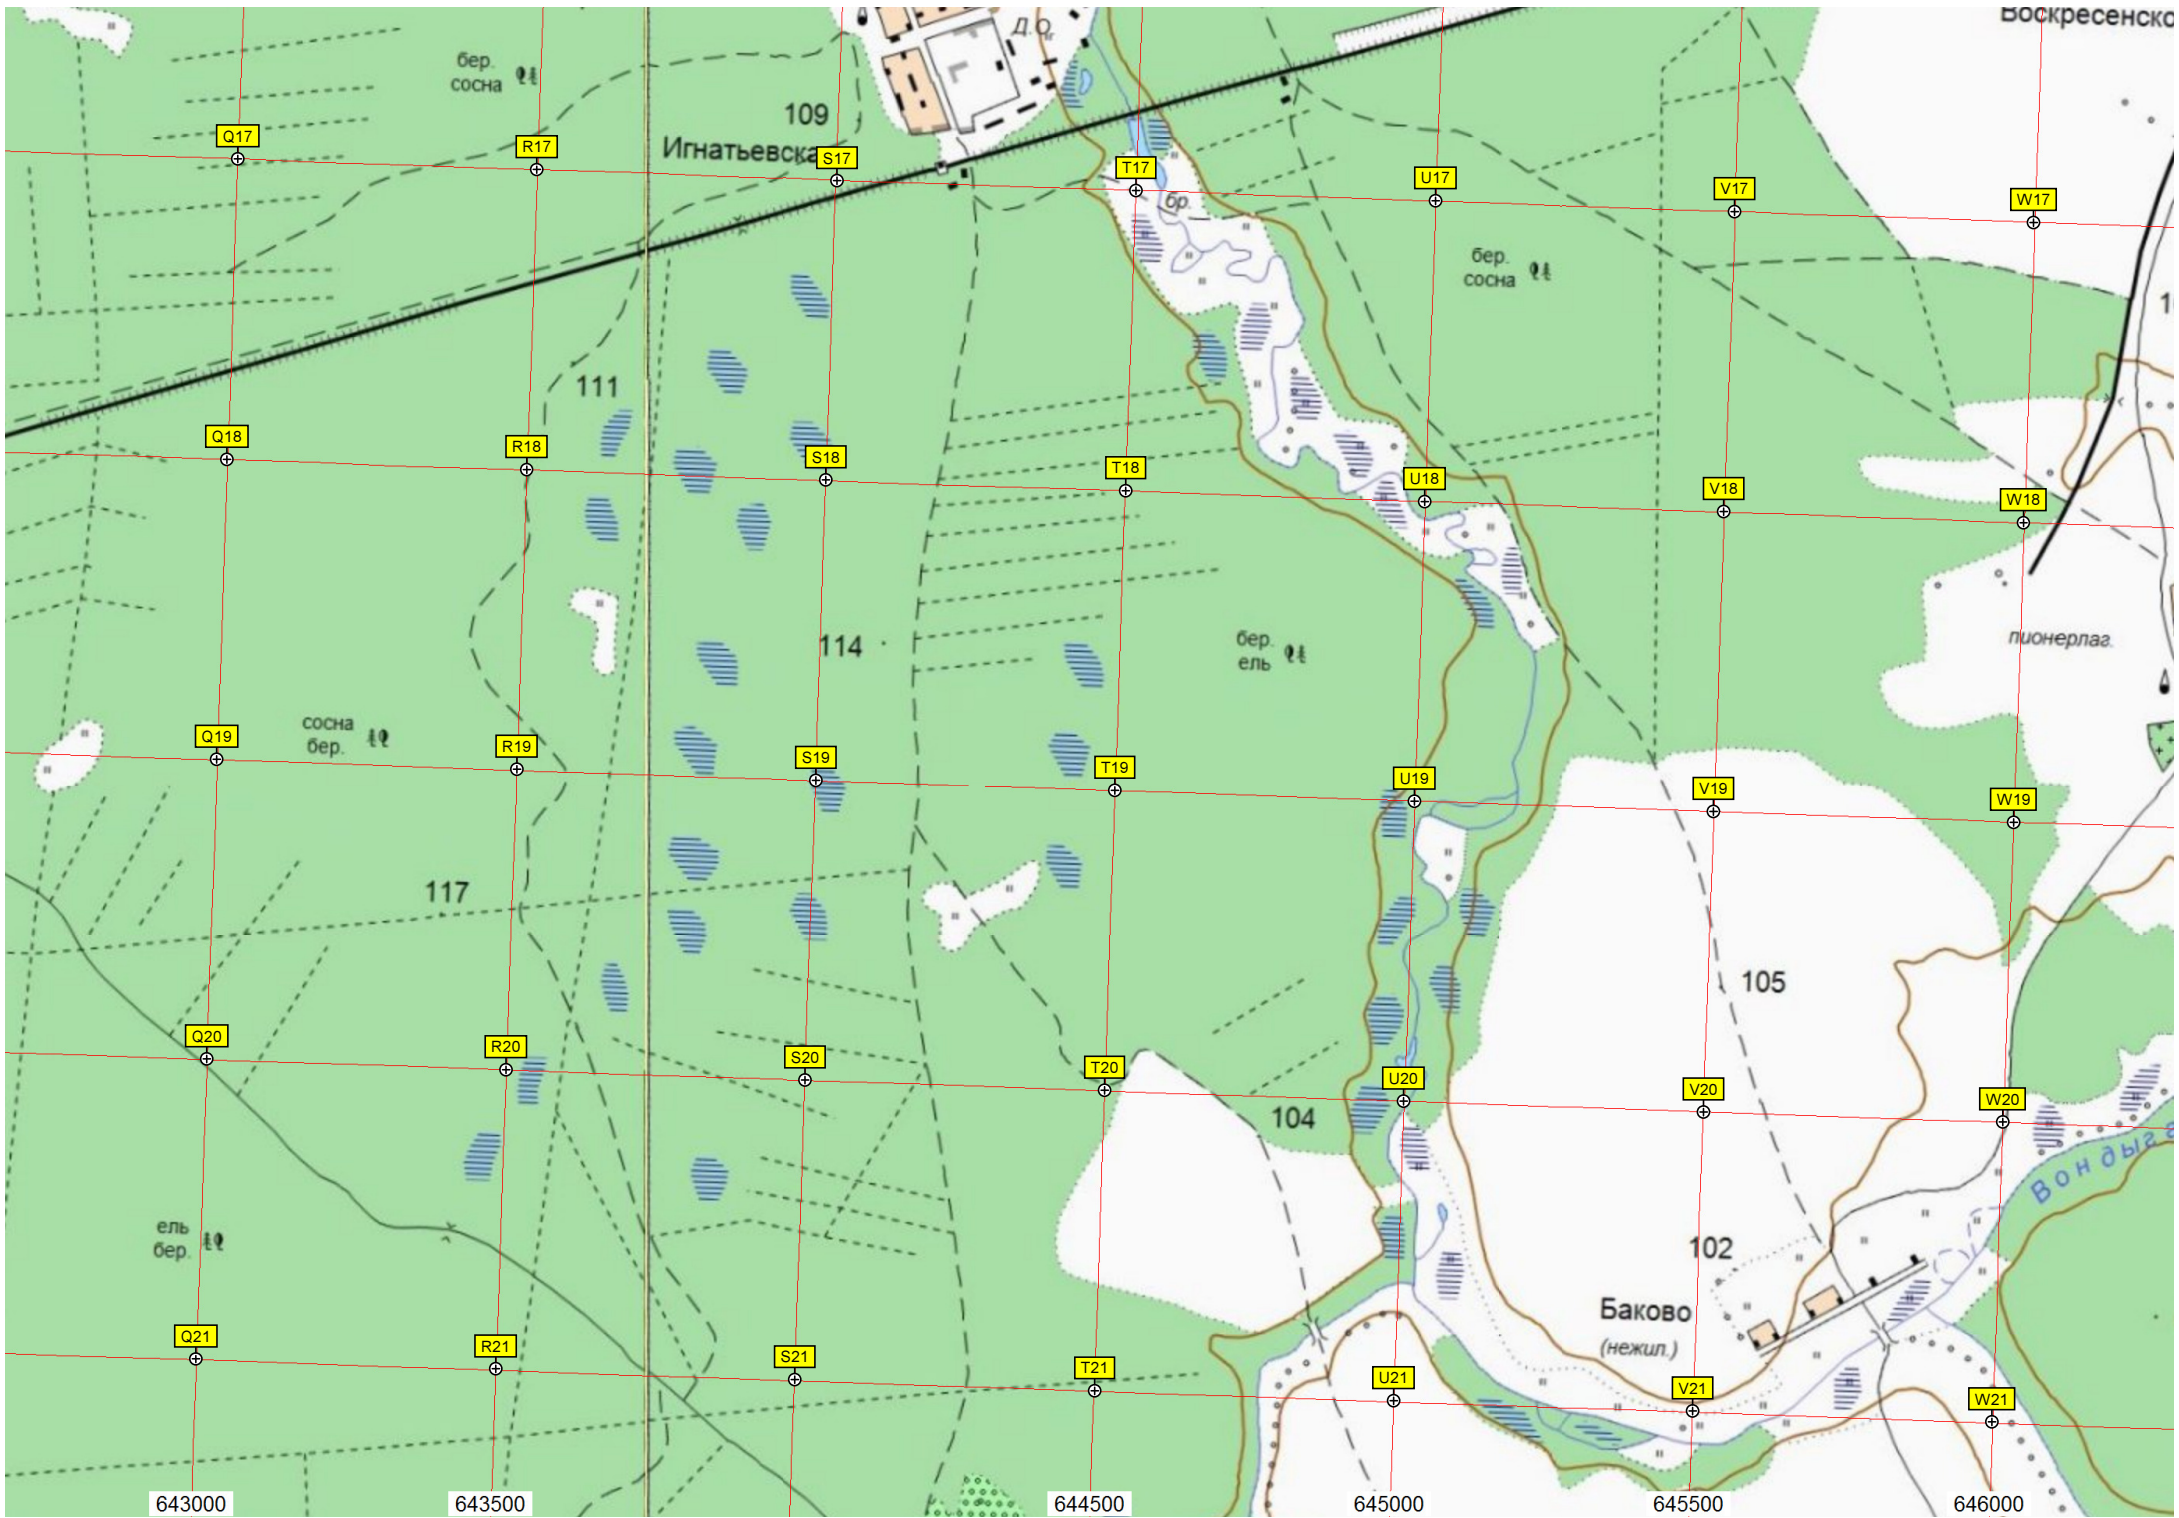 Воскресенско
Д.О.
бер.
сосна
109
Игнатьевска
Q17
R17
S17
T17
U17
V17
W17
бр.
бер.
сосна
1
111
Q18
R18
S18
T18
U18
V18
W18
114
бер.
ель
пионерлаг.
сосна
бер.
Q19
R19
S19
T19
U19
V19
W19
117
105
Q20
R20
S20
T20
U20
V20
W20
104
Вондыга
ель
бер.
102
Баково
(нежил.)
Q21
R21
S21
T21
U21
V21
W21
643000
643500
644500
645000
645500
646000